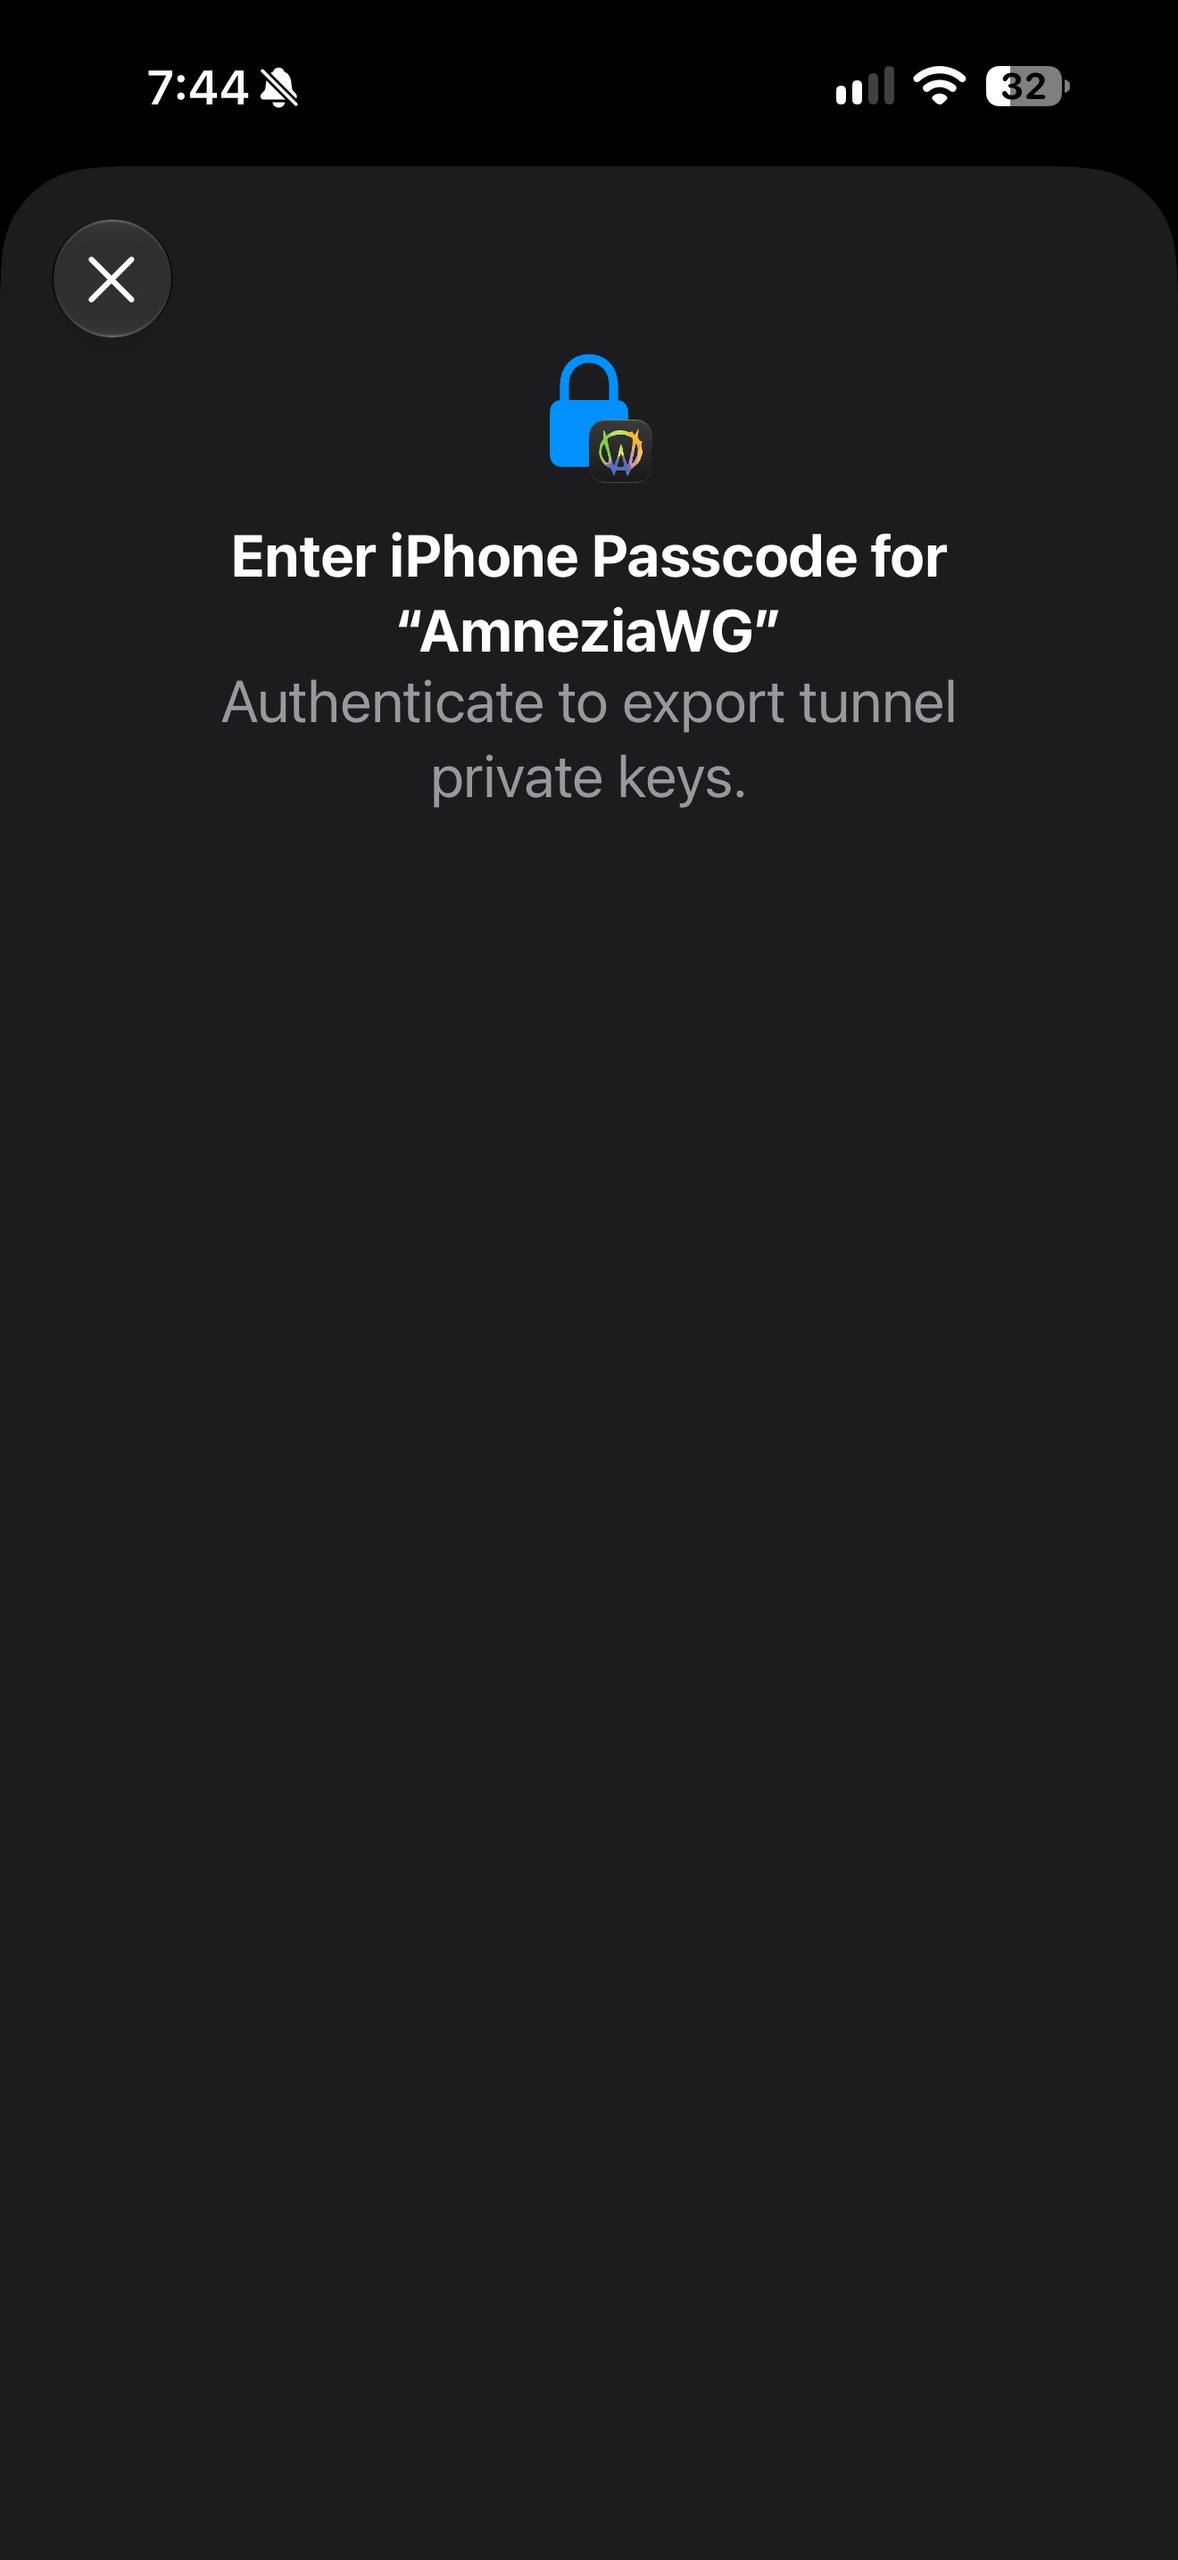 7:44
32
Enter iPhone Passcode for
“AmneziaWG”
Authenticate to export tunnel
private keys.